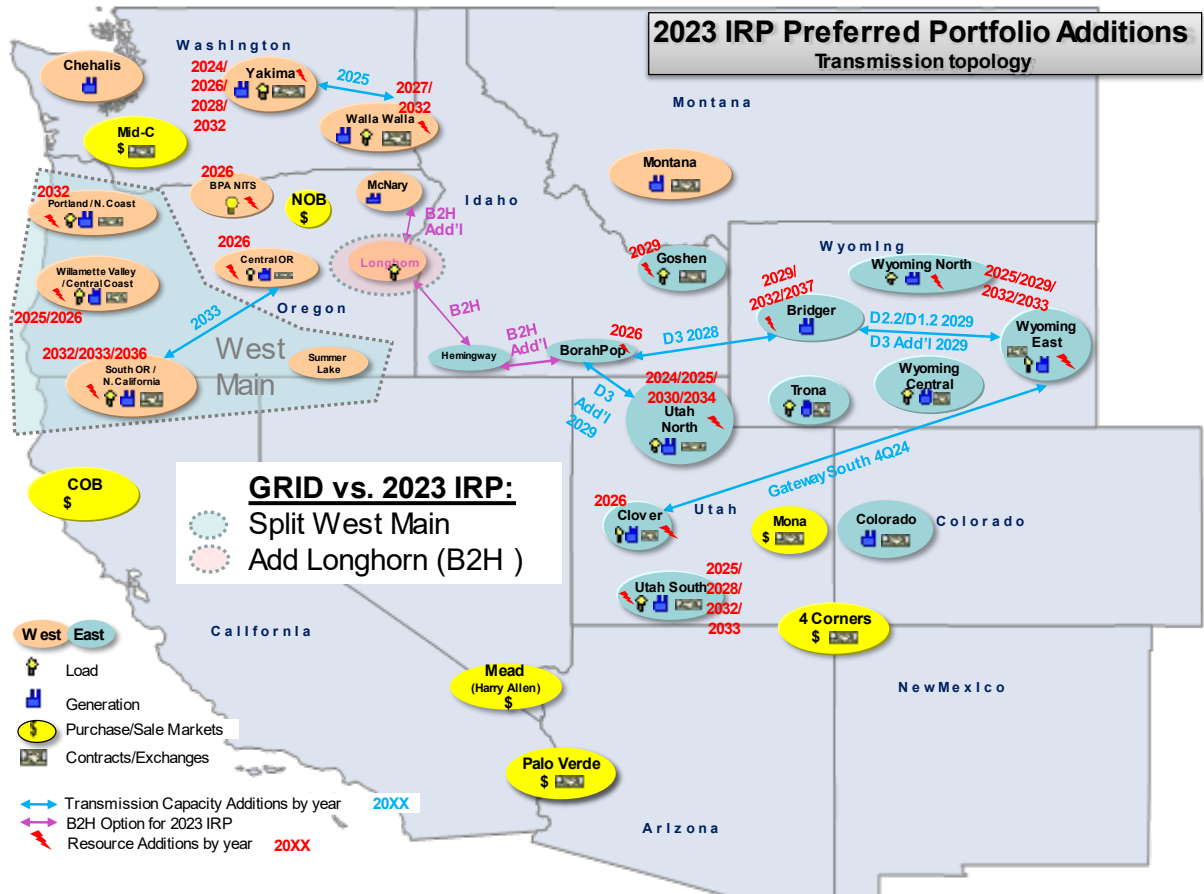 2023 IRP Preferred Portfolio Additions
Transmission topology
Washington
Chehalis
2024/
2026/
2028/
2032
Yakima
2025
2027/
2032
Walla Walla
Mid-C
$
Montana
Montana
2026
BPA NITS
NOB
$
McNary
Idaho
B2H
Add'l
2032
Portland / N. Coast
Willamette Valley
/ Central Coast
2025/2026
2026
Central OR
Longhorn
Oregon
2033
B2H
2029
Goshen
Wyoming
Wyoming North
2029/
2032/2037
Bridger
2025/2029/
2032/2033
Wyoming
East
D2.2/D1.2 2029
D3 Add'l 2029
D3 2028
2026
BorahPop
B2H
Add'l
Hemingway
West
Main
2032/2033/2036
South OR /
N. California
Summer
Lake
D3
Add'l
2029
2024/2025/
2030/2034
Utah
North
Trona
Wyoming
Central
Gateway South 4Q24
COB
$
GRID vs. 2023 IRP:
Split West Main
Add Longhorn (B2H )
2026
Clover
Utah
Mona
$
Colorado
Colorado
Utah South
2025/
2028/
2032/
2033
4 Corners
$
California
Mead
(Harry Allen)
$
New Mexico
Palo Verde
$
Arizona
West East
Load
Generation
$ Purchase/Sale Markets
Contracts/Exchanges
Transmission Capacity Additions by year 20XX
B2H Option for 2023 IRP
Resource Additions by year 20XX